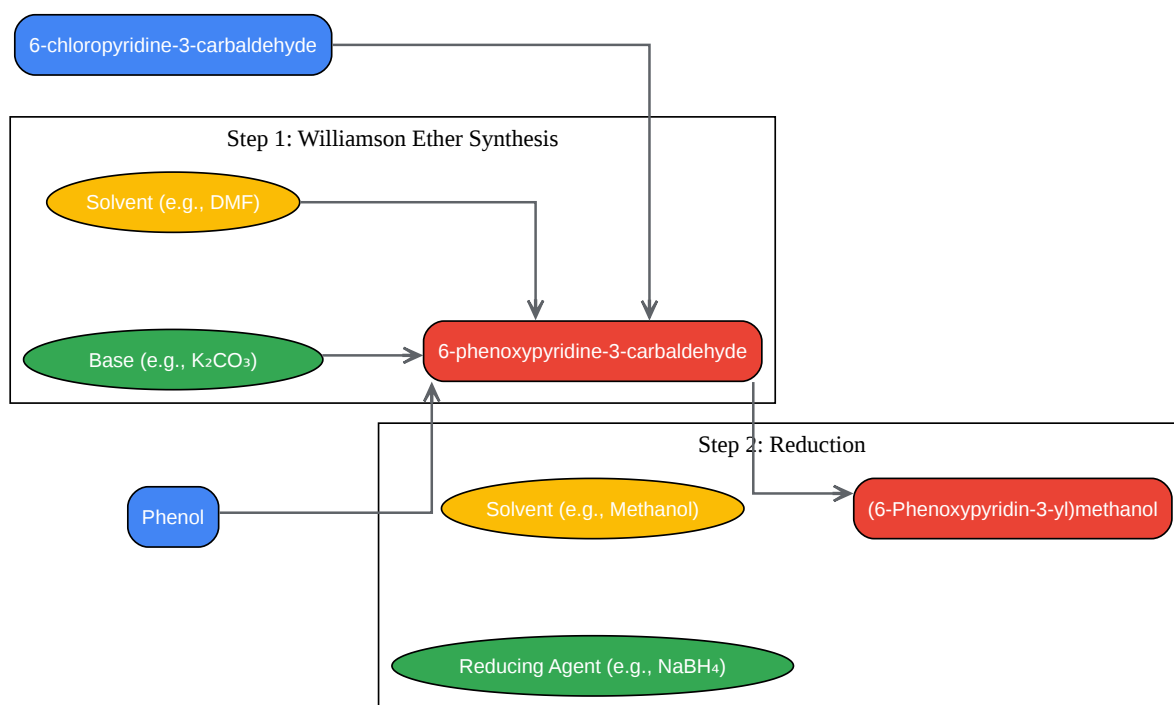 6-chloropyridine-3-carbaldehyde
Step 1: Williamson Ether Synthesis
Solvent (e.g., DMF)
Base (e.g., K₂CO₃)
6-phenoxypyridine-3-carbaldehyde
Step 2: Reduction
Phenol
Solvent (e.g., Methanol)
(6-Phenoxypyridin-3-yl)methanol
Reducing Agent (e.g., NaBH₄)